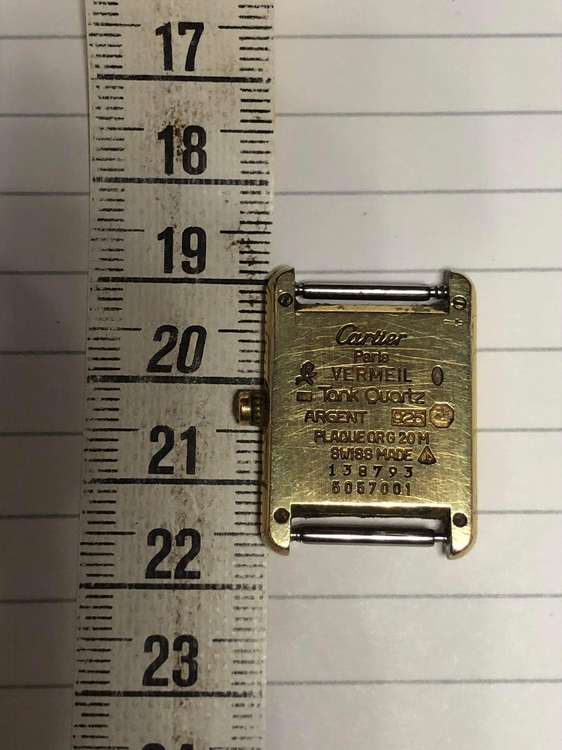 17
18
19
20
21
22
23
Cartier
Paris
VERMEIL 0
Tank Quartz
ARGENT 925
PLAQUE OR G 20 M
SWISS MADE
138793
5057001